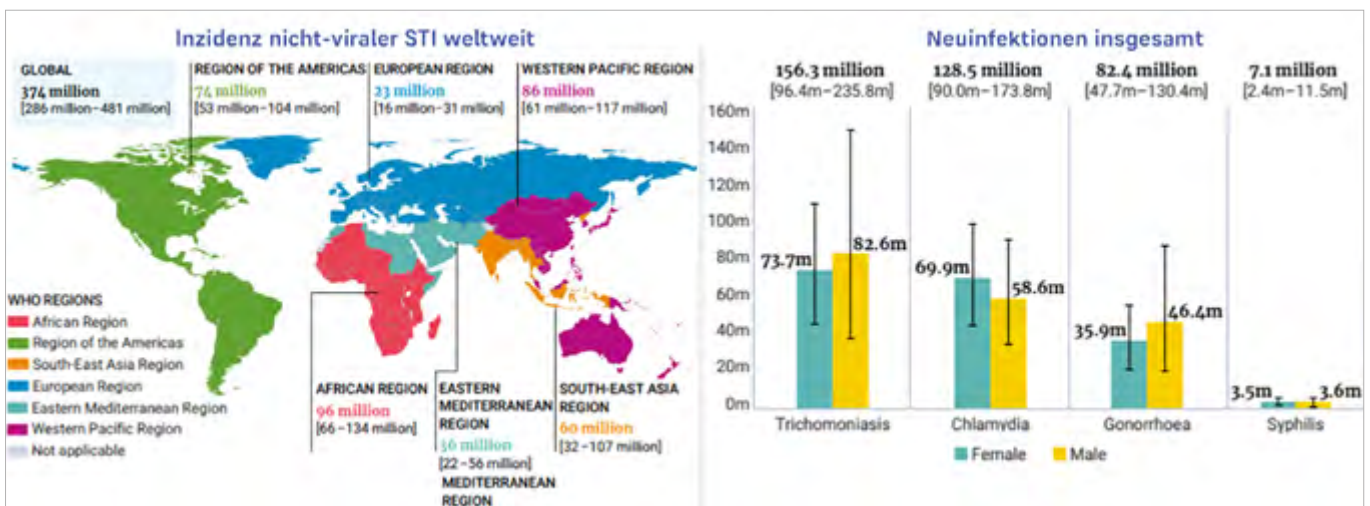 Inzidenz nicht-viraler STI weltweit
GLOBAL
374 million
[286 million–481 million]
REGION OF THE AMERICAS
74 million
[53 million–104 million]
EUROPEAN REGION
23 million
[16 million–31 million]
WESTERN PACIFIC REGION
86 million
[61 million–117 million]
WHO REGIONS
African Region
Region of the Americas
South-East Asia Region
European Region
Eastern Mediterranean Region
Western Pacific Region
Not applicable
AFRICAN REGION
96 million
[66–134 million]
EASTERN
MEDITERRANEAN
REGION
36 million
[22–56 million]
MEDITERRANEAN
REGION
SOUTH-EAST ASIA
REGION
60 million
[32–107 million]
Neuinfektionen insgesamt
156.3 million
[96.4m–235.8m]
128.5 million
[90.0m–173.8m]
82.4 million
[47.7m–130.4m]
7.1 million
[2.4m–11.5m]
160m
140m
120m
100m
80m
60m
40m
20m
0m
73.7m
82.6m
69.9m
58.6m
35.9m
46.4m
3.5m
3.6m
Trichomoniasis
Chlamydia
Gonorrhoea
Syphilis
Female
Male